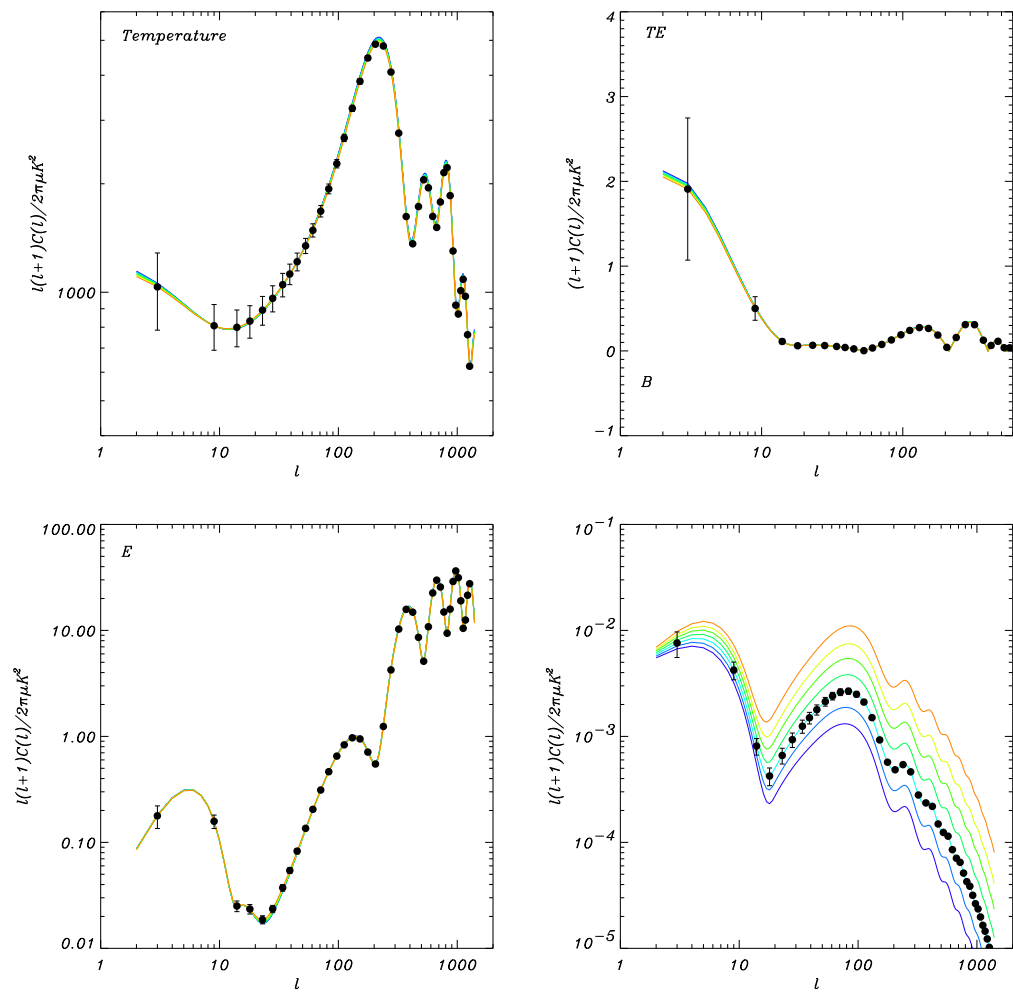 Temperature
l(l+1)C(l)/2πμK²
1000
1 10 100 1000
l
TE
B
(l+1)C(l)/2πμK²
4
3
2
1
0
−1
1 10 100
l
E
l(l+1)C(l)/2πμK²
100.00
10.00
1.00
0.10
0.01
1 10 100 1000
l
l(l+1)C(l)/2πμK²
10⁻¹
10⁻²
10⁻³
10⁻⁴
10⁻⁵
1 10 100 1000
l